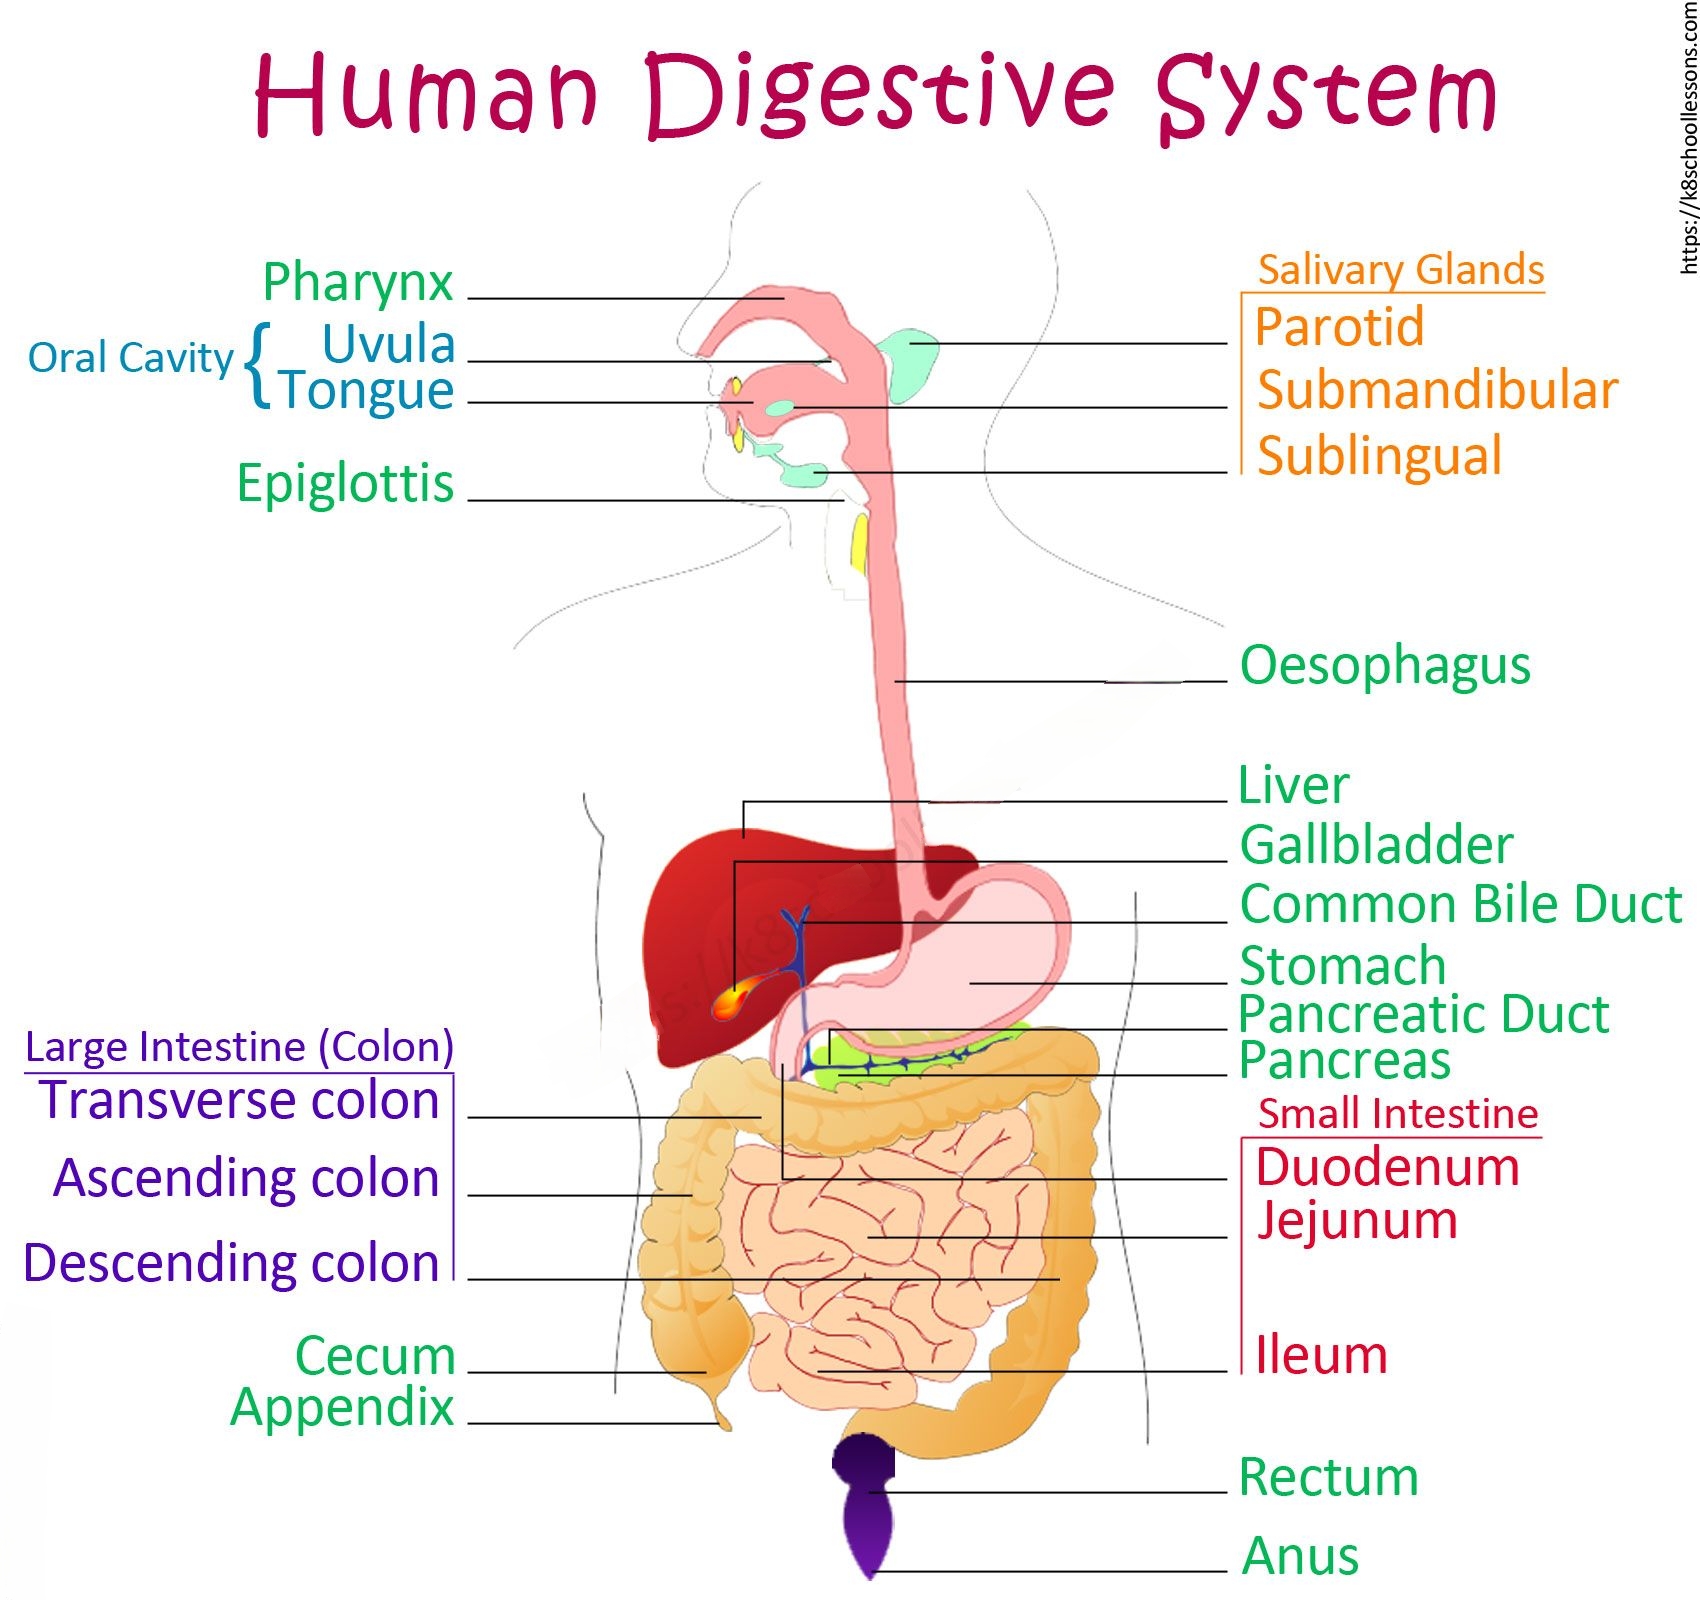 Human Digestive System
https://k8schoollessons.com
Pharynx
Oral Cavity { Uvula
Tongue
Epiglottis
Salivary Glands
Parotid
Submandibular
Sublingual
Oesophagus
Liver
Gallbladder
Common Bile Duct
Stomach
Pancreatic Duct
Pancreas
Large Intestine (Colon)
Transverse colon
Ascending colon
Descending colon
Cecum
Appendix
Small Intestine
Duodenum
Jejunum
Ileum
Rectum
Anus